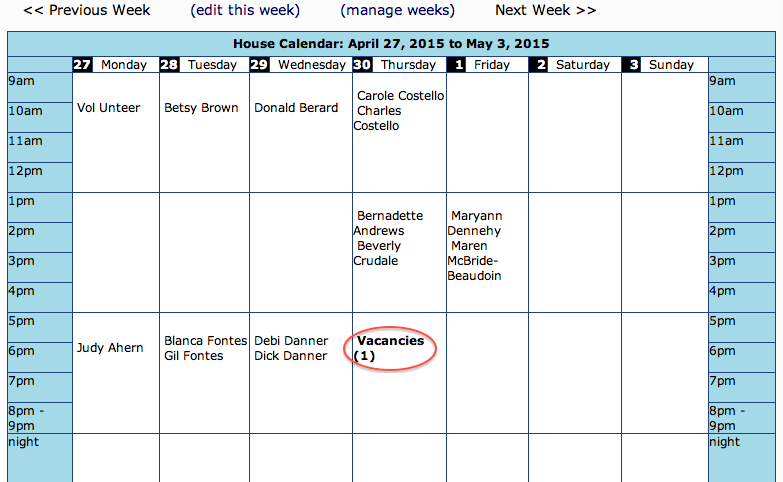 << Previous Week (edit this week) (manage weeks) Next Week >>
House Calendar: April 27, 2015 to May 3, 2015
27 Monday 28 Tuesday 29 Wednesday 30 Thursday 1 Friday 2 Saturday 3 Sunday
9am 9am
Carole Costello
10am Vol Unteer Betsy Brown Donald Berard Charles 10am
Costello
11am 11am
12pm 12pm
1pm 1pm
Bernadette Maryann
2pm Andrews Dennehy 2pm
Beverly Maren
3pm Crudale McBride- 3pm
Beaudoin
4pm 4pm
5pm 5pm
Blanca Fontes Debi Danner Vacancies
6pm Judy Ahern Gil Fontes Dick Danner (1) 6pm
7pm 7pm
8pm - 8pm -
9pm 9pm
night night